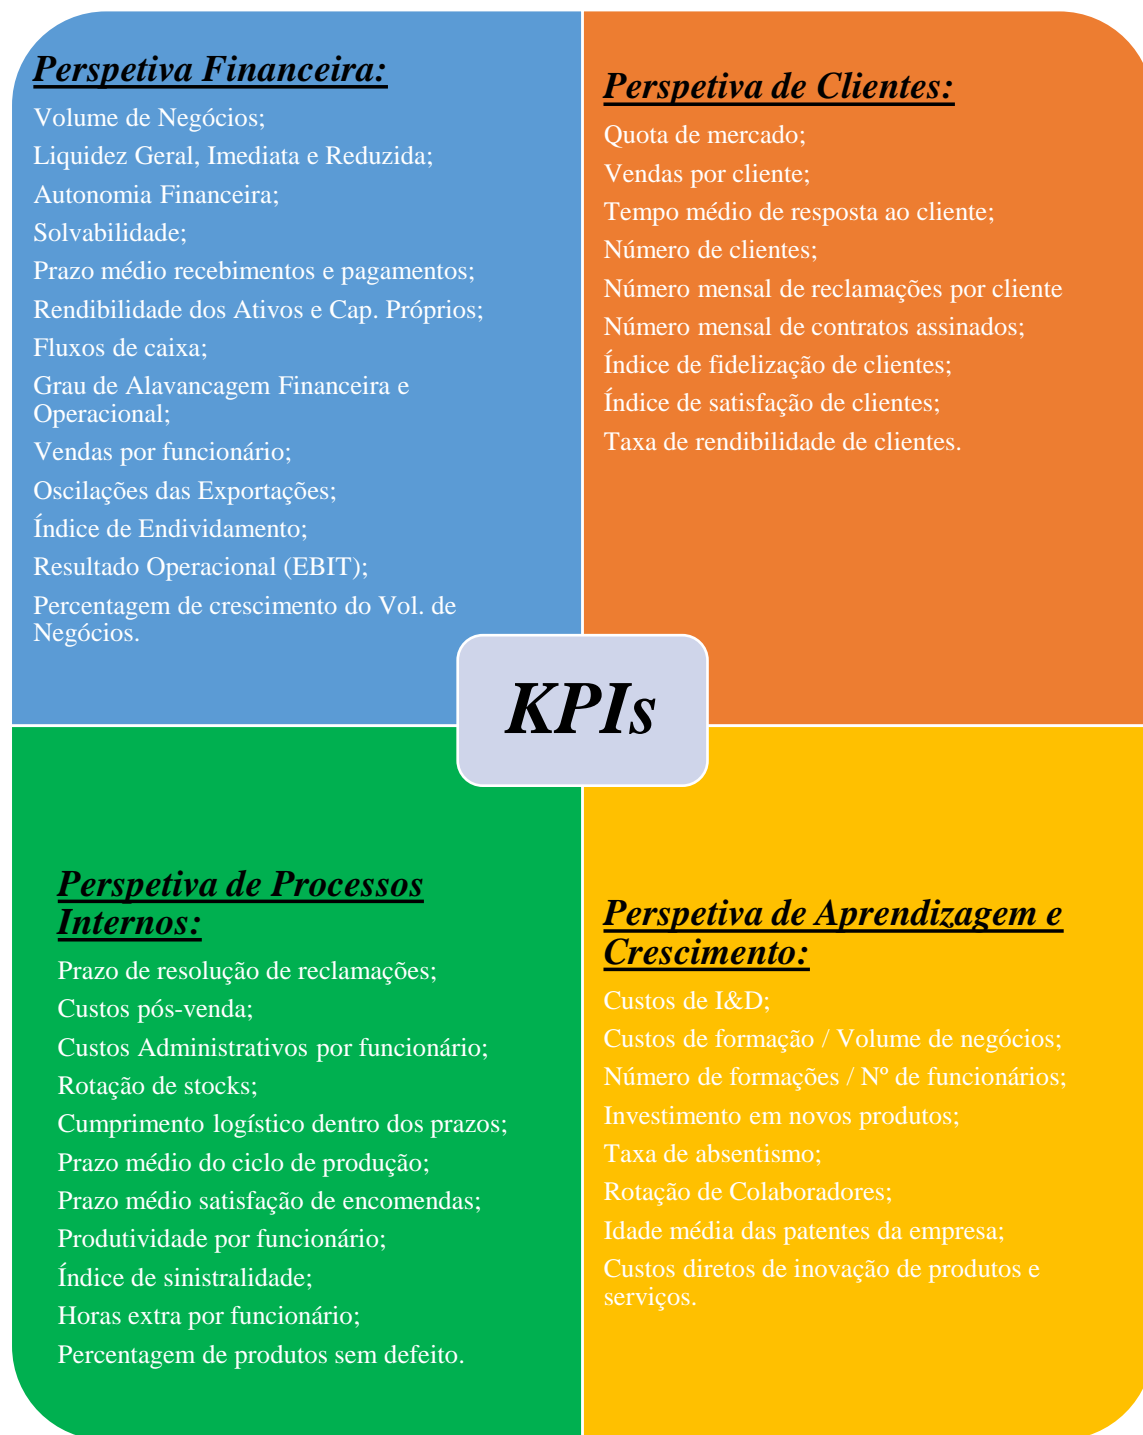 Perspetiva Financeira:
Volume de Negócios;
Liquidez Geral, Imediata e Reduzida;
Autonomia Financeira;
Solvabilidade;
Prazo médio recebimentos e pagamentos;
Rendibilidade dos Ativos e Cap. Próprios;
Fluxos de caixa;
Grau de Alavancagem Financeira e
Operacional;
Vendas por funcionário;
Oscilações das Exportações;
Índice de Endividamento;
Resultado Operacional (EBIT);
Percentagem de crescimento do Vol. de
Negócios.
Perspetiva de Clientes:
Quota de mercado;
Vendas por cliente;
Tempo médio de resposta ao cliente;
Número de clientes;
Número mensal de reclamações por cliente
Número mensal de contratos assinados;
Índice de fidelização de clientes;
Índice de satisfação de clientes;
Taxa de rendibilidade de clientes.
KPIs
Perspetiva de Processos
Internos:
Prazo de resolução de reclamações;
Custos pós-venda;
Custos Administrativos por funcionário;
Rotação de stocks;
Cumprimento logístico dentro dos prazos;
Prazo médio do ciclo de produção;
Prazo médio satisfação de encomendas;
Produtividade por funcionário;
Índice de sinistralidade;
Horas extra por funcionário;
Percentagem de produtos sem defeito.
Perspetiva de Aprendizagem e
Crescimento:
Custos de I&D;
Custos de formação / Volume de negócios;
Número de formações / Nº de funcionários;
Investimento em novos produtos;
Taxa de absentismo;
Rotação de Colaboradores;
Idade média das patentes da empresa;
Custos diretos de inovação de produtos e
serviços.